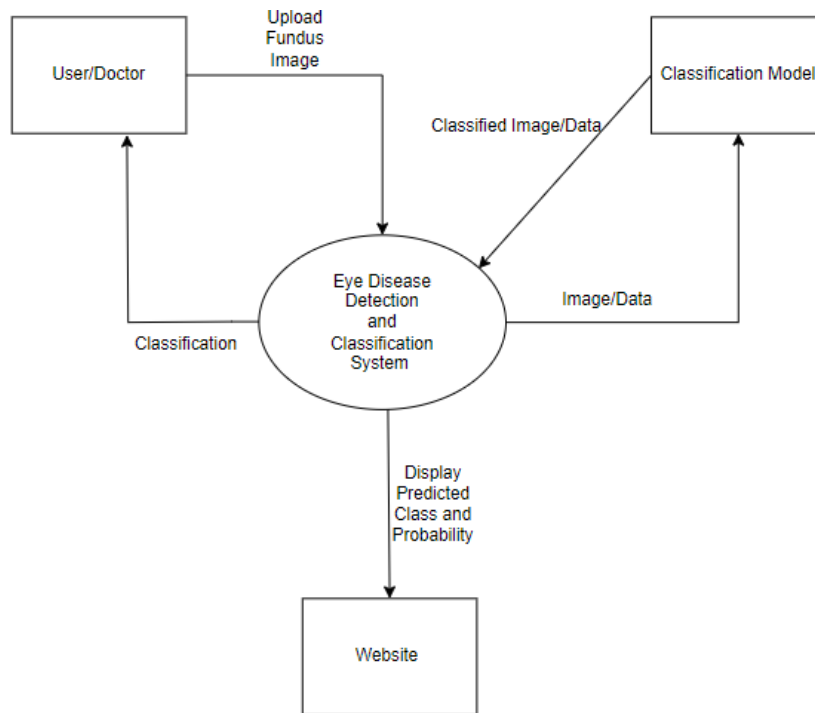 Upload
Fundus
Image
User/Doctor
Classification Model
Classified Image/Data
Eye Disease
Detection
and
Classification
System
Image/Data
Classification
Display
Predicted
Class and
Probability
Website